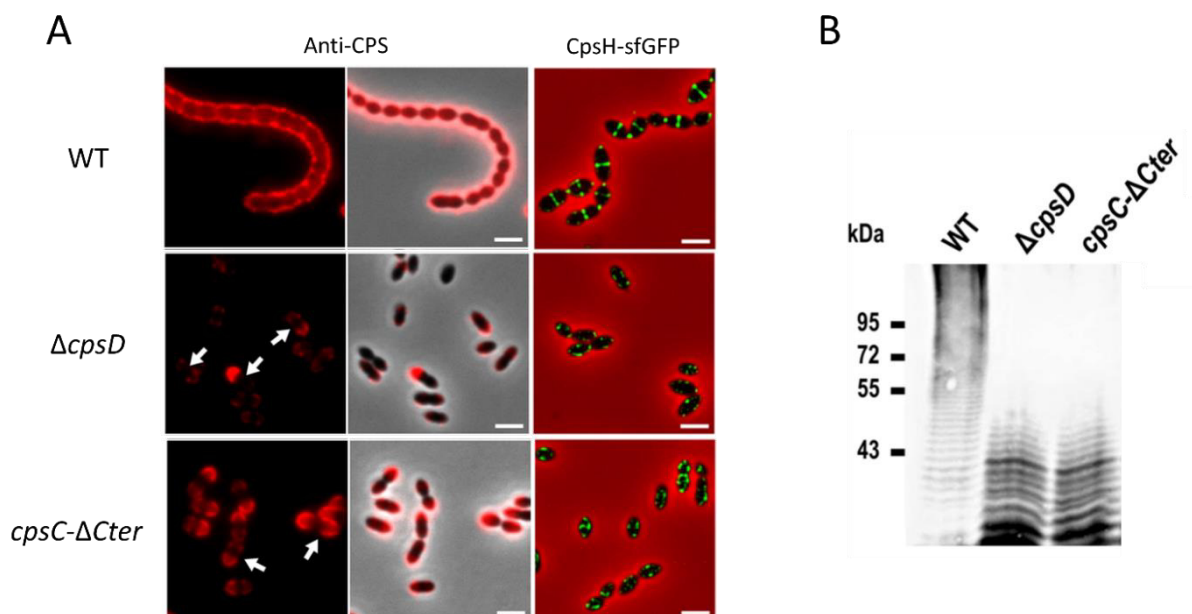 A
Anti-CPS
CpsH-sfGFP
WT
ΔcpsD
cpsC-ΔCter
B
kDa
WT
ΔcpsD
cpsC-ΔCter
95
72
55
43